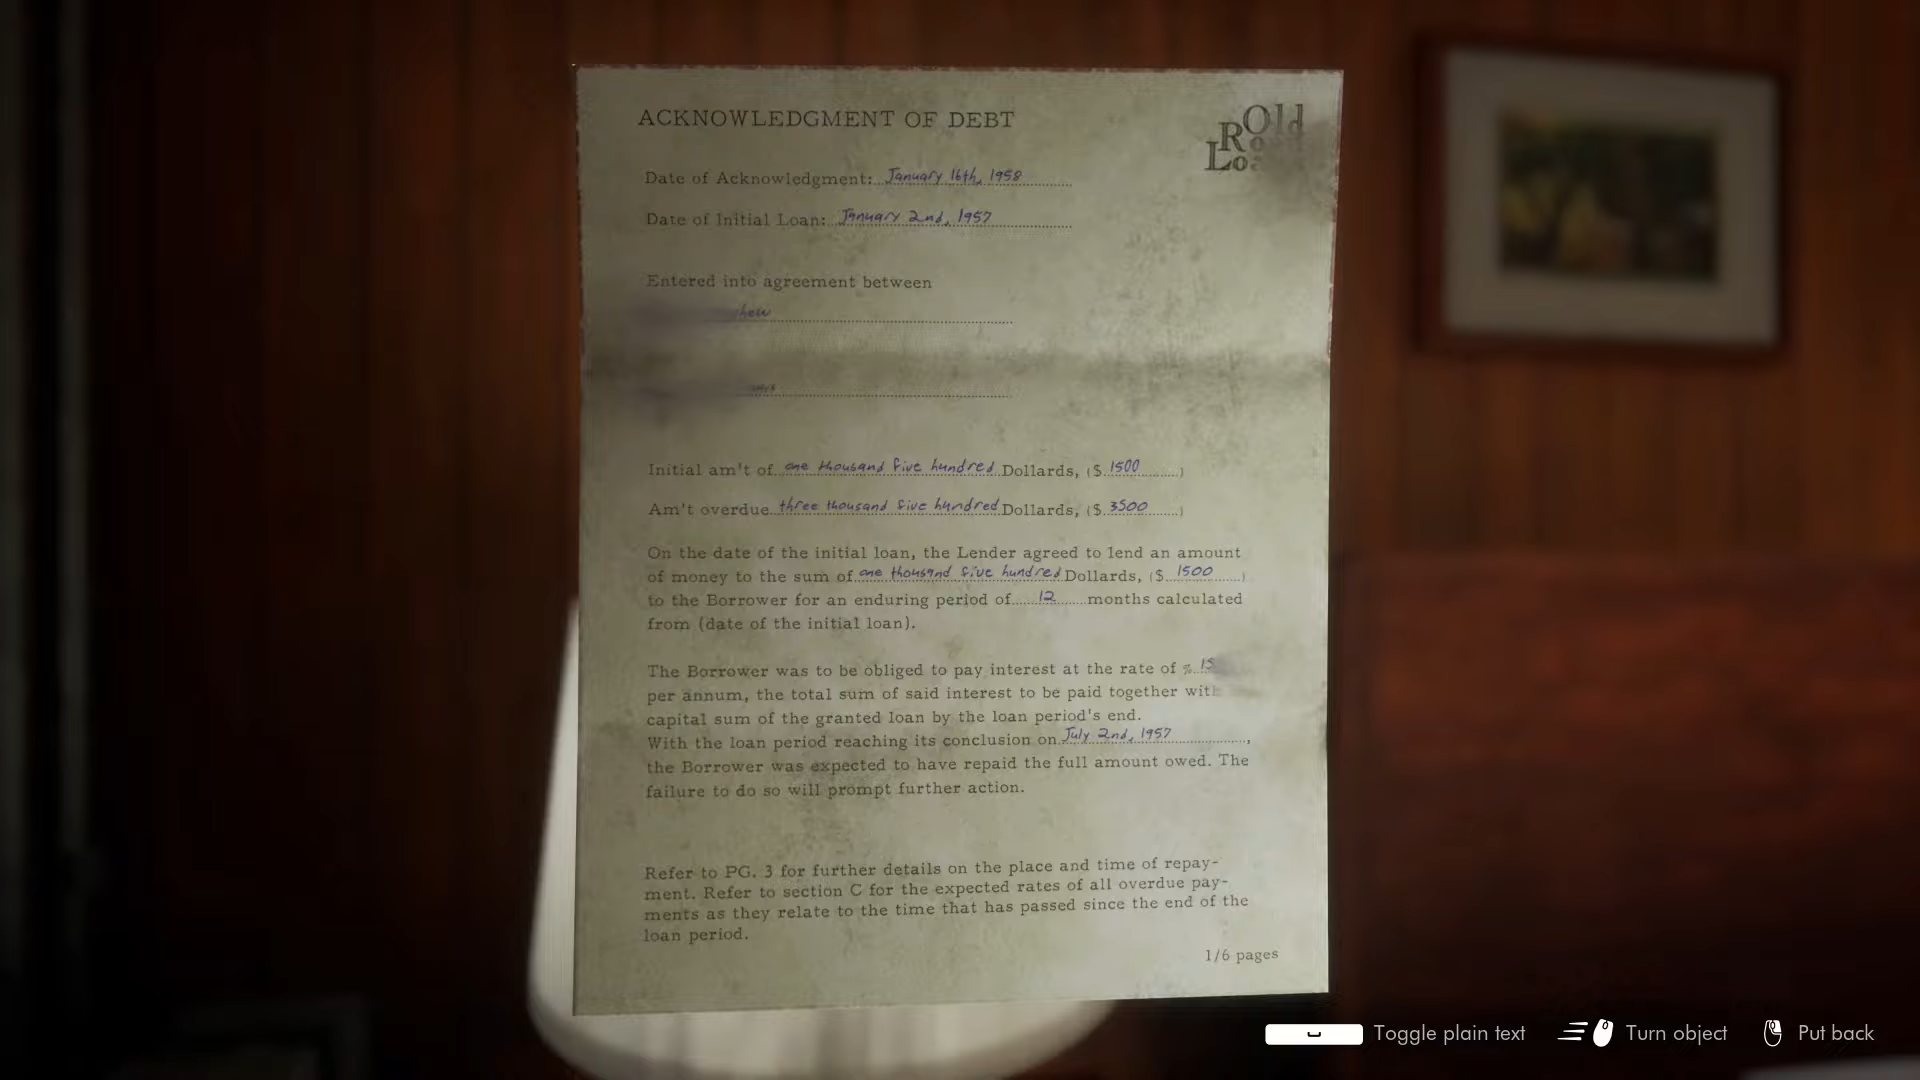 ACKNOWLEDGMENT OF DEBT
Old
Date of Acknowledgment: January 16th, 1958
Date of Initial Loan: January 2nd, 1957
Entered into agreement between
Initial am't of one thousand five hundred Dollards, ($ 1500 )
Am't overdue three thousand five hundred Dollards, ($ 3500 )
On the date of the initial loan, the Lender agreed to lend an amount
of money to the sum of one thousand five hundred Dollards, ($ 1500 )
to the Borrower for an enduring period of 12 months calculated
from (date of the initial loan).
The Borrower was to be obliged to pay interest at the rate of % 15
per annum, the total sum of said interest to be paid together with
capital sum of the granted loan by the loan period's end.
With the loan period reaching its conclusion on July 2nd, 1957,
the Borrower was expected to have repaid the full amount owed. The
failure to do so will prompt further action.
Refer to PG. 3 for further details on the place and time of repay-
ment. Refer to section C for the expected rates of all overdue pay-
ments as they relate to the time that has passed since the end of the
loan period.
1/6 pages
Toggle plain text Turn object Put back